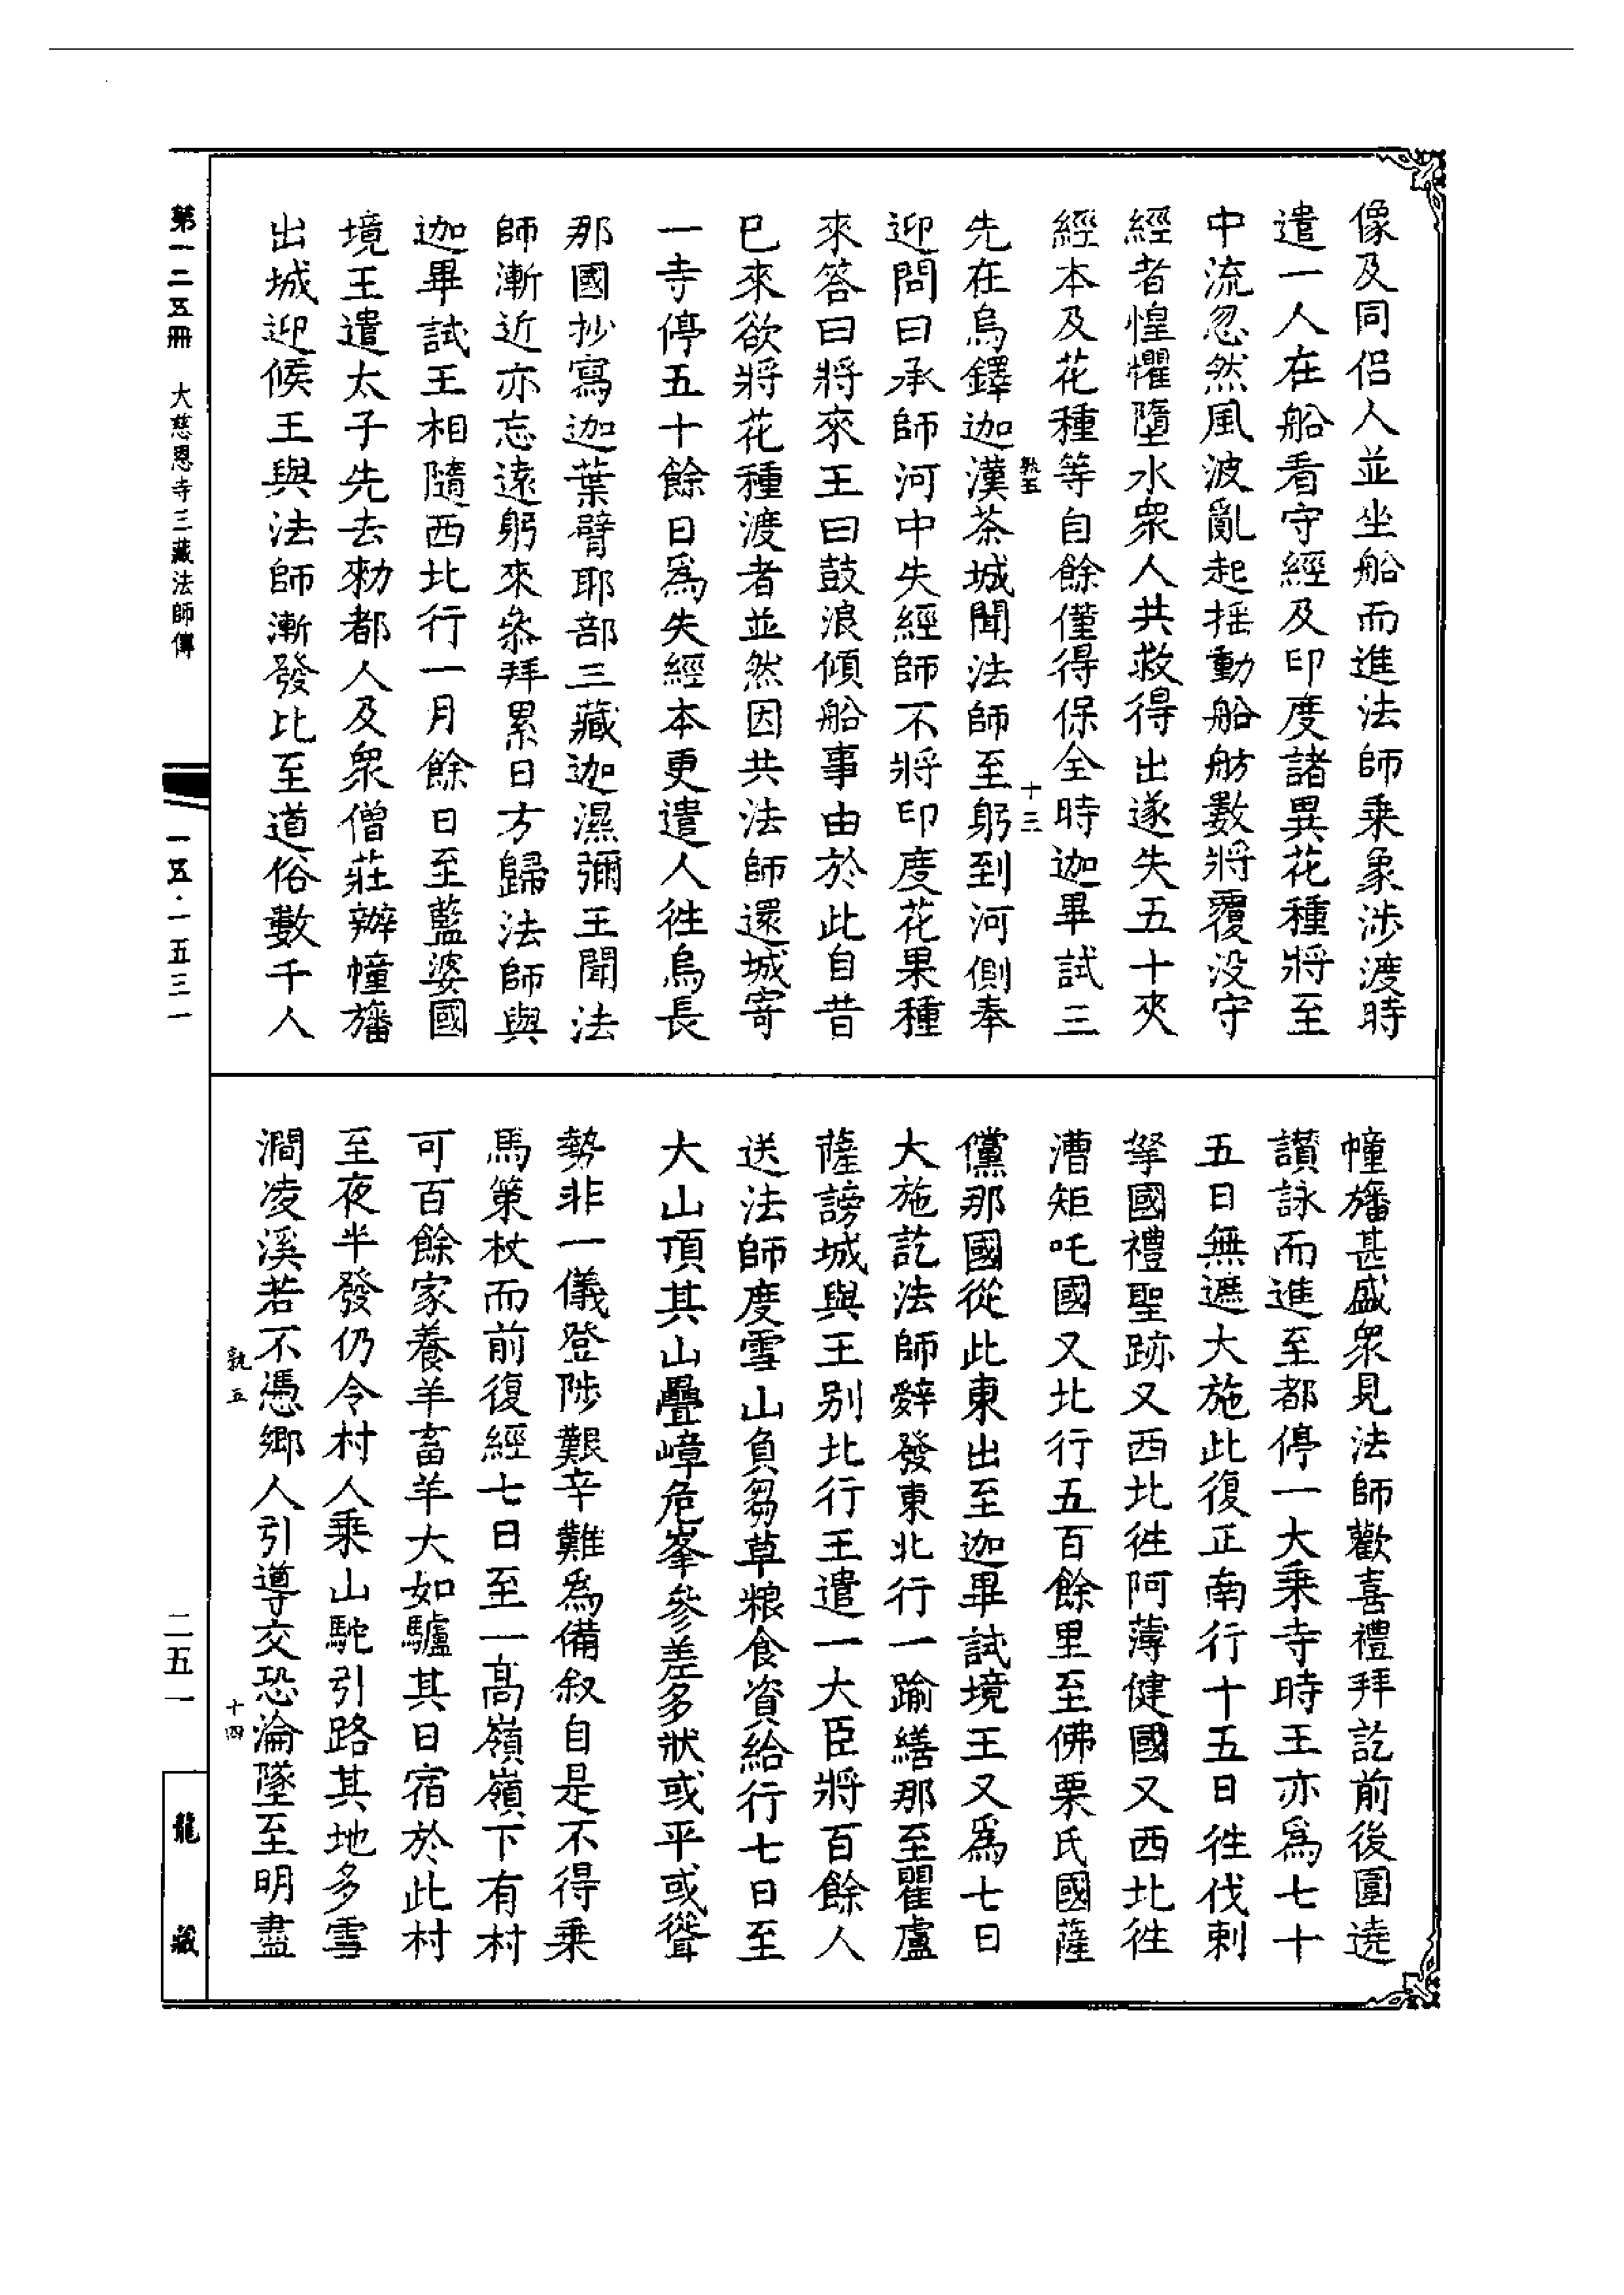 像及同侶人並坐船而進法師乘象涉渡時
遣一人在船看守經及印度諸異花種將至
中流忽然風波亂起搖動船舫數將覆没守
經者惶懼墮水衆人共救得出遂失五十夾
經本及花種等自餘僅得保全時迦畢試三
孰五 十三
先在烏鐸迦漢荼城聞法師至躬到河側奉
迎問曰承師河中失經師不將印度花果種
來答曰將來王曰鼓浪傾船事由於此自昔
已來欲將花種渡者並然因共法師還城寄
一寺停五十餘日爲失經本更遣人徃烏長
那國抄寫迦葉臂耶部三藏迦濕彌王聞法
師漸近亦忘遠躬來叅拜累日方歸法師與
迦畢試王相隨西北行一月餘日至藍婆國
境王遣太子先去勑都人及衆僧莊辦幢旛
出城迎候王與法師漸發比至道俗數千人
幢旛甚盛衆見法師歡喜禮拜訖前後圍遶
讚詠而進至都停一大乘寺時王亦爲七十
五日無遮大施此復正南行十五日徃伐剌
拏國禮聖跡又西北徃阿薄健國又西北徃
漕矩吒國又北行五百餘里至佛栗氏國薩
儻那國從此東出至迦畢試境王又爲七日
大施訖法師辭發東北行一踰繕那至瞿盧
薩謗城與王别北行王遣一大臣將百餘人
送法師度雪山負芻草粮食資給行七日至
大山頂其山疊嶂危峯參差多狀或平或聳
勢非一儀登陟艱辛難爲備叙自是不得乘
馬策杖而前復經七日至一高嶺嶺下有村
可百餘家養羊畜羊大如驢其日宿於此村
至夜半發仍令村人乘山駝引路其地多雪
澗凌溪若不憑鄉人引導交恐淪墜至明盡
孰五 十四
第一二五冊 大慈恩寺三藏法師傳 一五·一五三一 二五一 龍藏